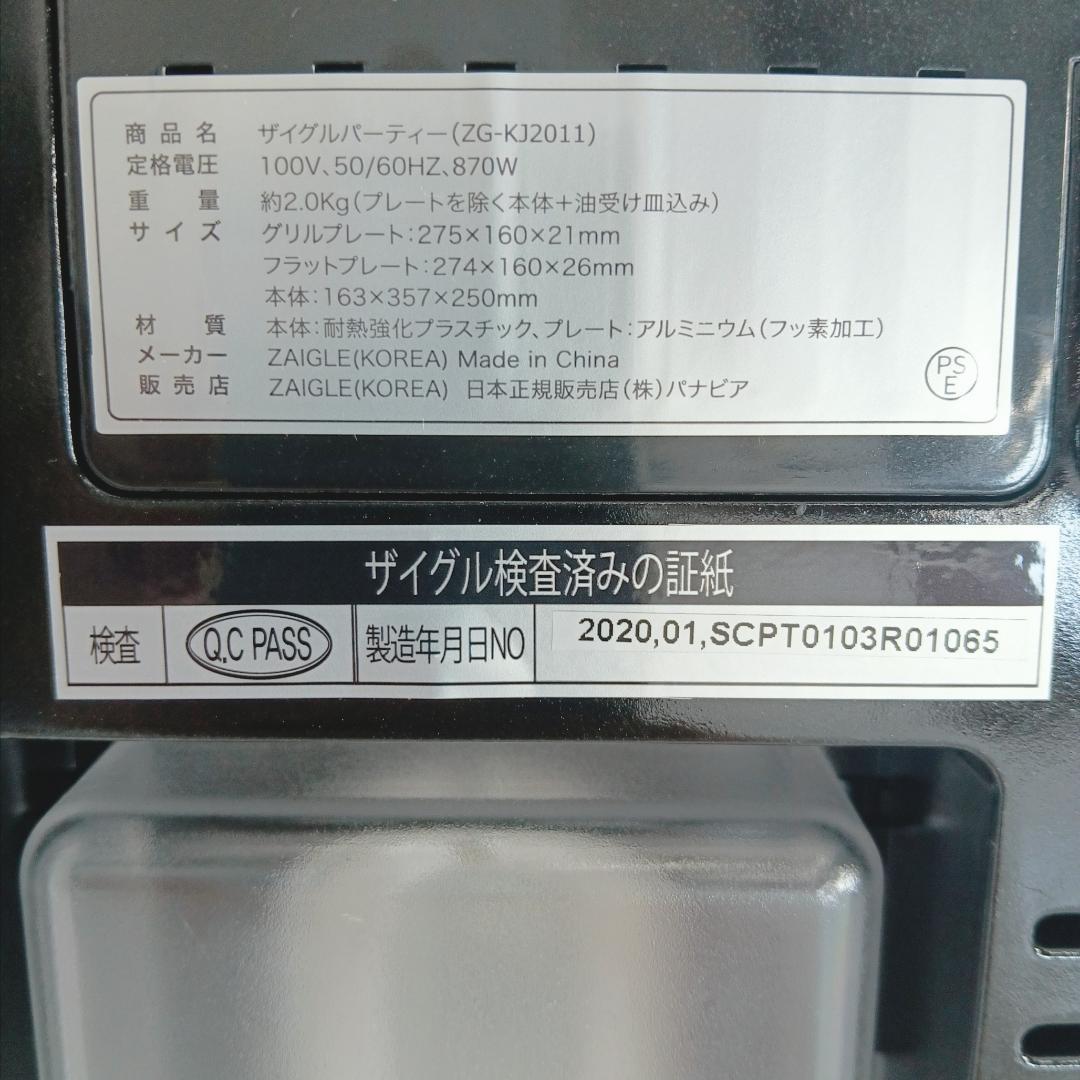 商品名 ザイグルパーティー(ZG-KJ2011)
定格電圧 100V、50/60HZ、870W
重量 約2.0Kg(プレートを除く本体+油受け皿込み)
サイズ グリルプレート:275×160×21mm
フラットプレート:274×160×26mm
本体:163×357×250mm
材質 本体:耐熱強化プラスチック、プレート:アルミニウム(フッ素加工)
メーカー ZAIGLE(KOREA) Made in China
販売店 ZAIGLE(KOREA) 日本正規販売店(株)パナビア
PS
E
ザイグル検査済みの証紙
検査 Q.C PASS 製造年月日NO 2020,01,SCPT0103R01065